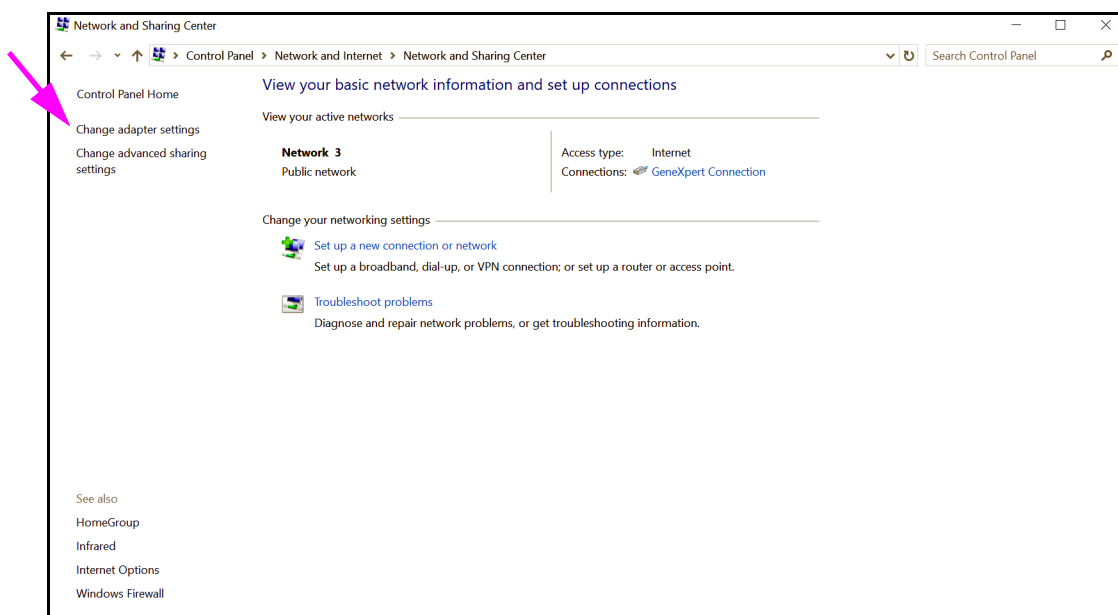 Network and Sharing Center
Control Panel > Network and Internet > Network and Sharing Center
Search Control Panel
Control Panel Home
Change adapter settings
Change advanced sharing
settings
View your basic network information and set up connections
View your active networks
Network 3
Public network
Access type: Internet
Connections: GeneXpert Connection
Change your networking settings
Set up a new connection or network
Set up a broadband, dial-up, or VPN connection; or set up a router or access point.
Troubleshoot problems
Diagnose and repair network problems, or get troubleshooting information.
See also
HomeGroup
Infrared
Internet Options
Windows Firewall